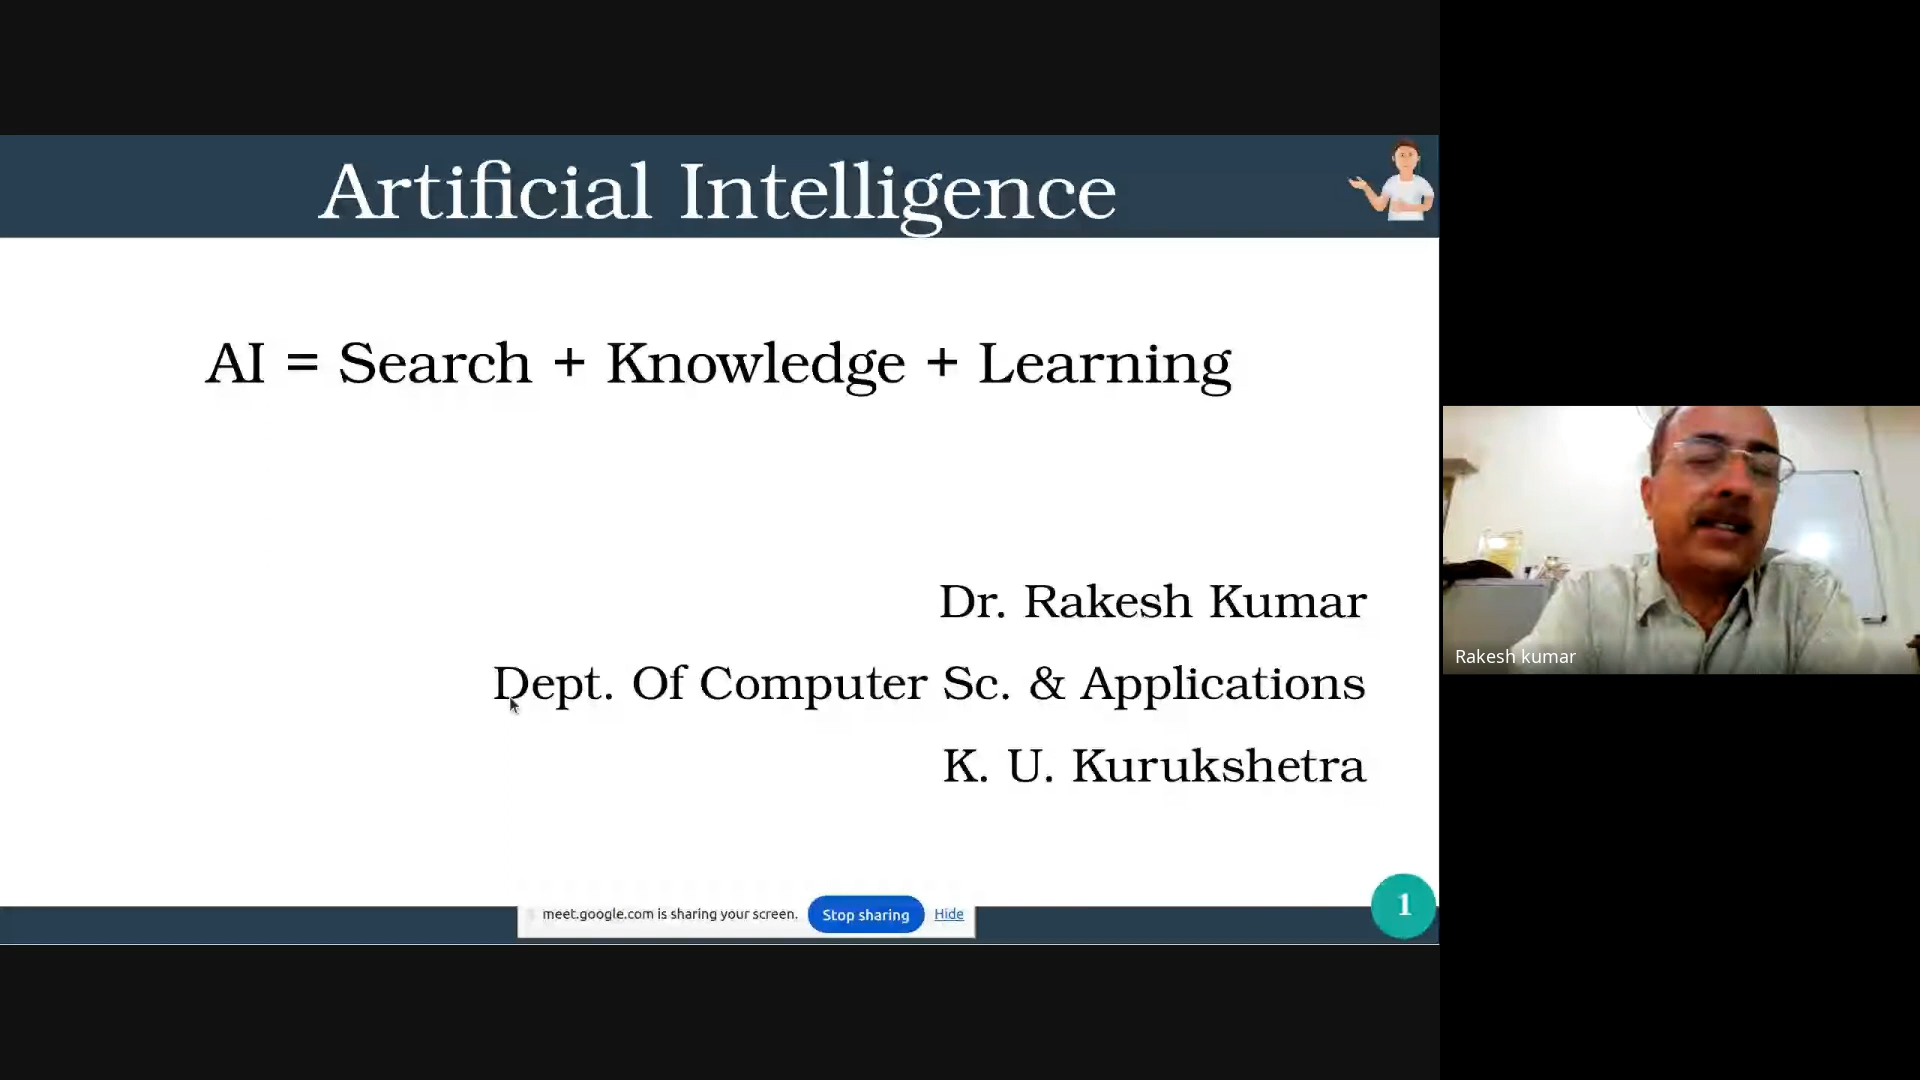 Artificial Intelligence
AI = Search + Knowledge + Learning
Dr. Rakesh Kumar
Dept. Of Computer Sc. & Applications
K. U. Kurukshetra
meet.google.com is sharing your screen. Stop sharing Hide
1
Rakesh kumar